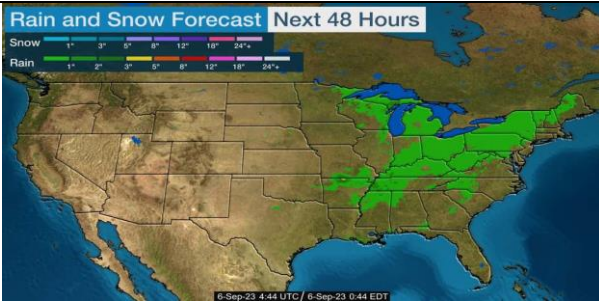 Rain and Snow Forecast Next 48 Hours
Snow
1" 3" 5" 8" 12" 18" 24"+
Rain
1" 2" 3" 5" 8" 12" 18" 24"+
6-Sep-23 4:44 UTC / 6-Sep-23 0:44 EDT